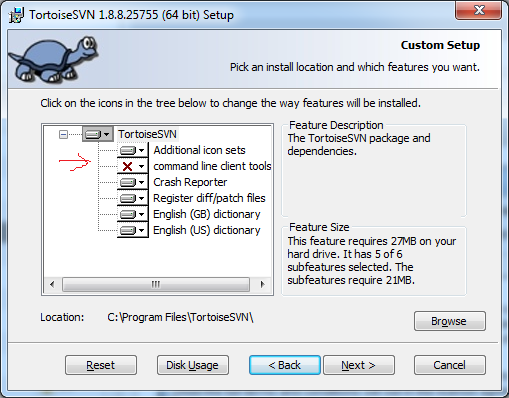 TortoiseSVN 1.8.8.25755 (64 bit) Setup
Custom Setup
Pick an install location and which features you want.
Click on the icons in the tree below to change the way features will be installed.
TortoiseSVN
Additional icon sets
command line client tools
Crash Reporter
Register diff/patch files
English (GB) dictionary
English (US) dictionary
Feature Description
The TortoiseSVN package and
dependencies.
Feature Size
This feature requires 27MB on your
hard drive. It has 5 of 6
subfeatures selected. The
subfeatures require 21MB.
Location: C:\Program Files\TortoiseSVN\
Browse
Reset Disk Usage < Back Next > Cancel